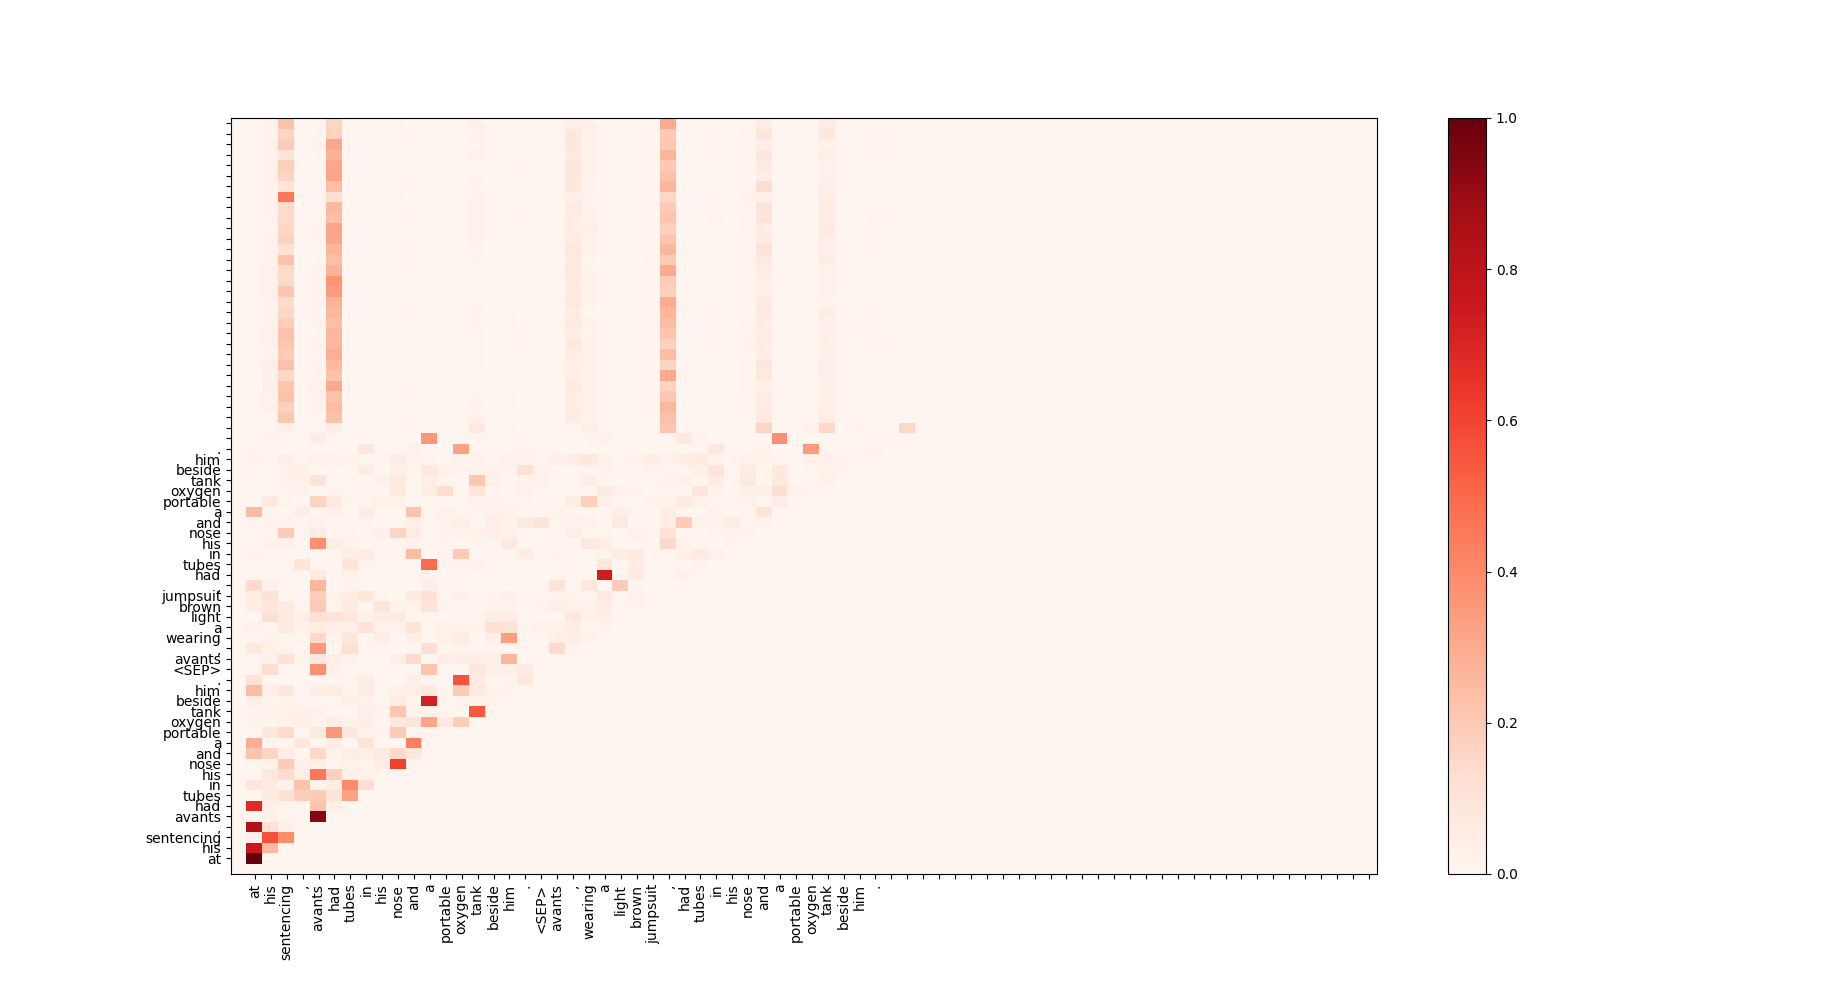 .
him
beside
tank
oxygen
portable
a
and
nose
his
in
tubes
had
,
jumpsuit
brown
light
a
wearing
,
avants
<SEP>
.
him
beside
tank
oxygen
portable
a
and
nose
his
in
tubes
had
avants
,
sentencing
his
at
at
his
sentencing
,
avants
had
tubes
in
his
nose
and
a
portable
oxygen
tank
beside
him
.
<SEP>
avants
,
wearing
a
light
brown
jumpsuit
,
had
tubes
in
his
nose
and
a
portable
oxygen
tank
beside
him
.
1.0
0.8
0.6
0.4
0.2
0.0